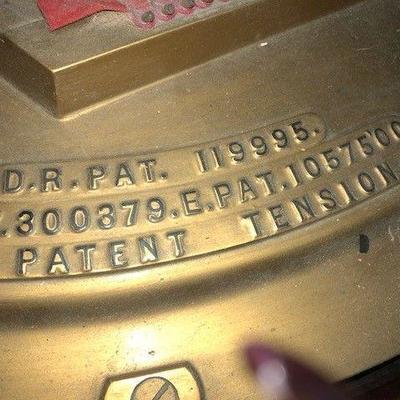 D.R.PAT. 119995.
.300379.E.PAT.1057500
PATENT TENSION